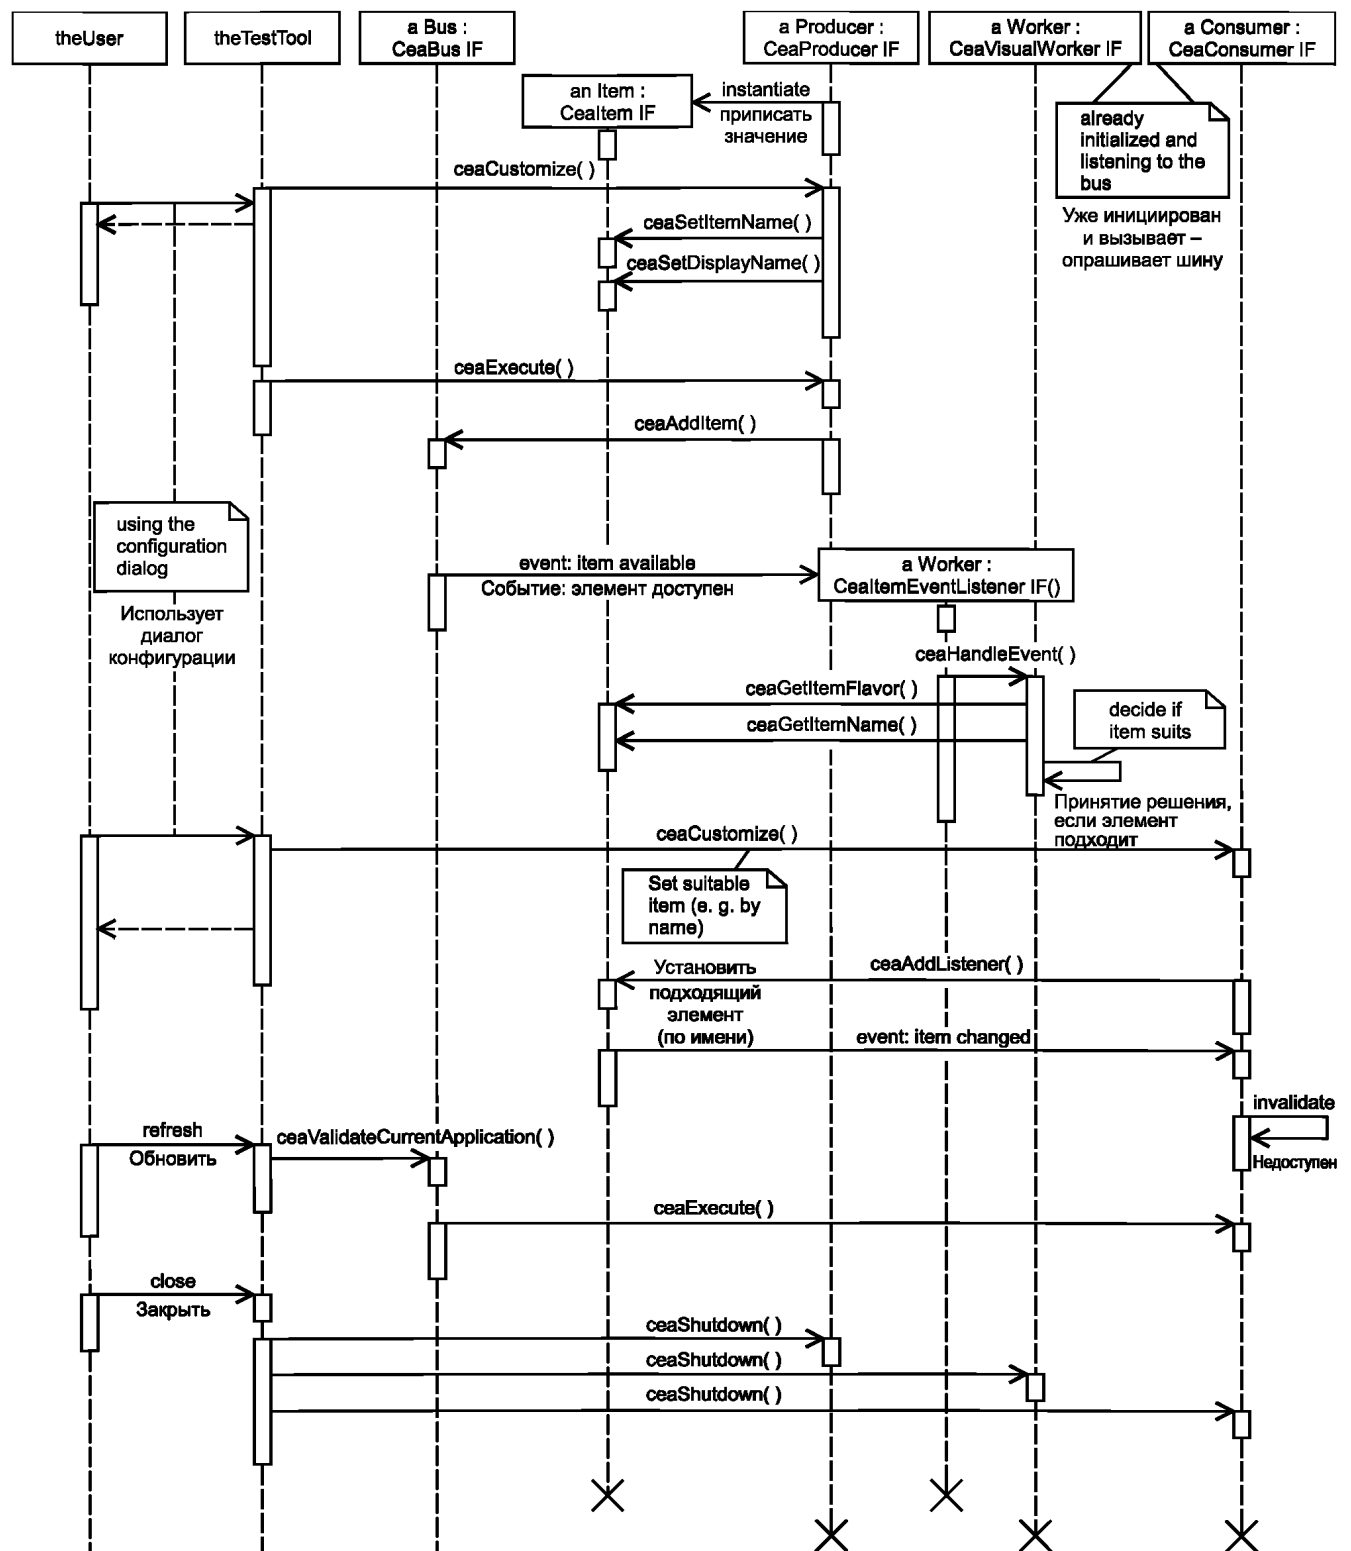 theUser
theTestTool
a Bus :
CeaBus IF
a Producer :
CeaProducer IF
a Worker :
CeaVisualWorker IF
a Consumer :
CeaConsumer IF
an Item :
CeaItem IF
instantiate
приписать
значение
already
initialized and
listening to the
bus
Уже инициирован
и вызывает –
опрашивает шину
ceaCustomize( )
ceaSetItemName( )
ceaSetDisplayName( )
ceaExecute( )
ceaAddItem( )
using the
configuration
dialog
Использует
диалог
конфигурации
event: item available
Событие: элемент доступен
a Worker :
CeaItemEventListener IF()
ceaHandleEvent( )
ceaGetItemFlavor( )
ceaGetItemName( )
decide if
item suits
Принятие решения,
если элемент
подходит
ceaCustomize( )
Set suitable
item (e. g. by
name)
Установить
подходящий
элемент
(по имени)
ceaAddListener( )
event: item changed
invalidate
Недоступен
refresh
Обновить
ceaValidateCurrentApplication( )
ceaExecute( )
close
Закрыть
ceaShutdown( )
ceaShutdown( )
ceaShutdown( )